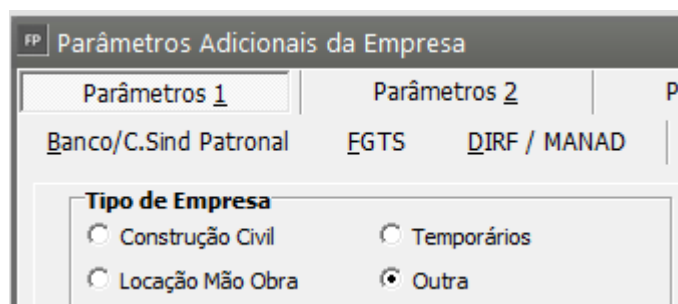 FP Parâmetros Adicionais da Empresa
Parâmetros 1 Parâmetros 2 P
Banco/C.Sind Patronal FGTS DIRF / MANAD
Tipo de Empresa
Construção Civil Temporários
Locação Mão Obra Outra